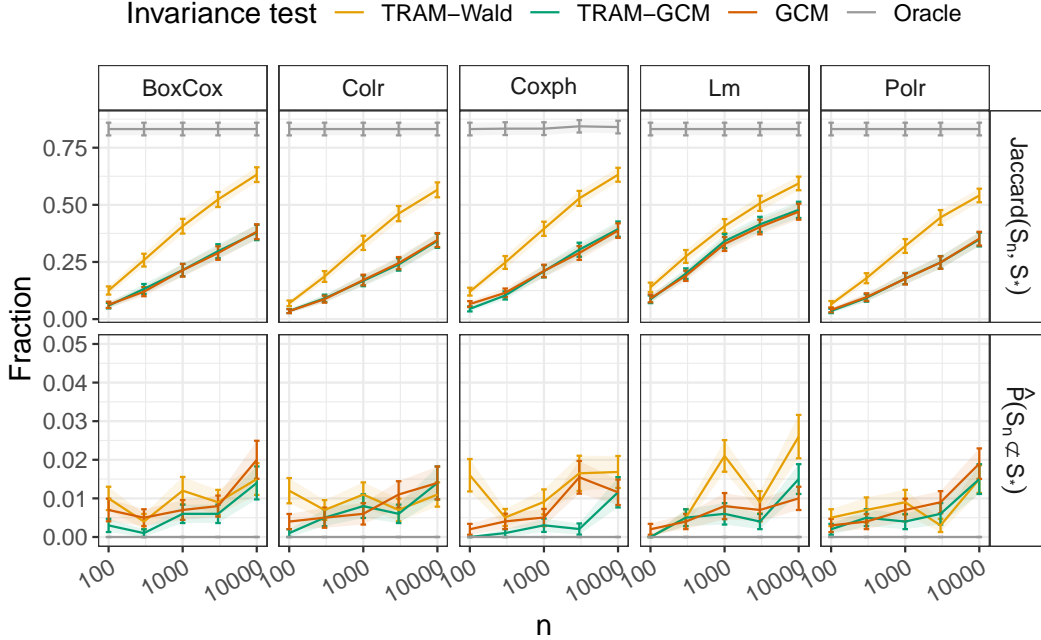 Invariance test TRAM−Wald TRAM−GCM GCM Oracle
BoxCox Colr Coxph Lm Polr
Fraction
0.75
0.50
0.25
0.00
Jaccard(Sₙ, S*)
0.05
0.04
0.03
0.02
0.01
0.00
P̂(Sₙ ⊄ S*)
100 1000 10000 100 1000 10000 100 1000 10000 100 1000 10000 100 1000 10000
n